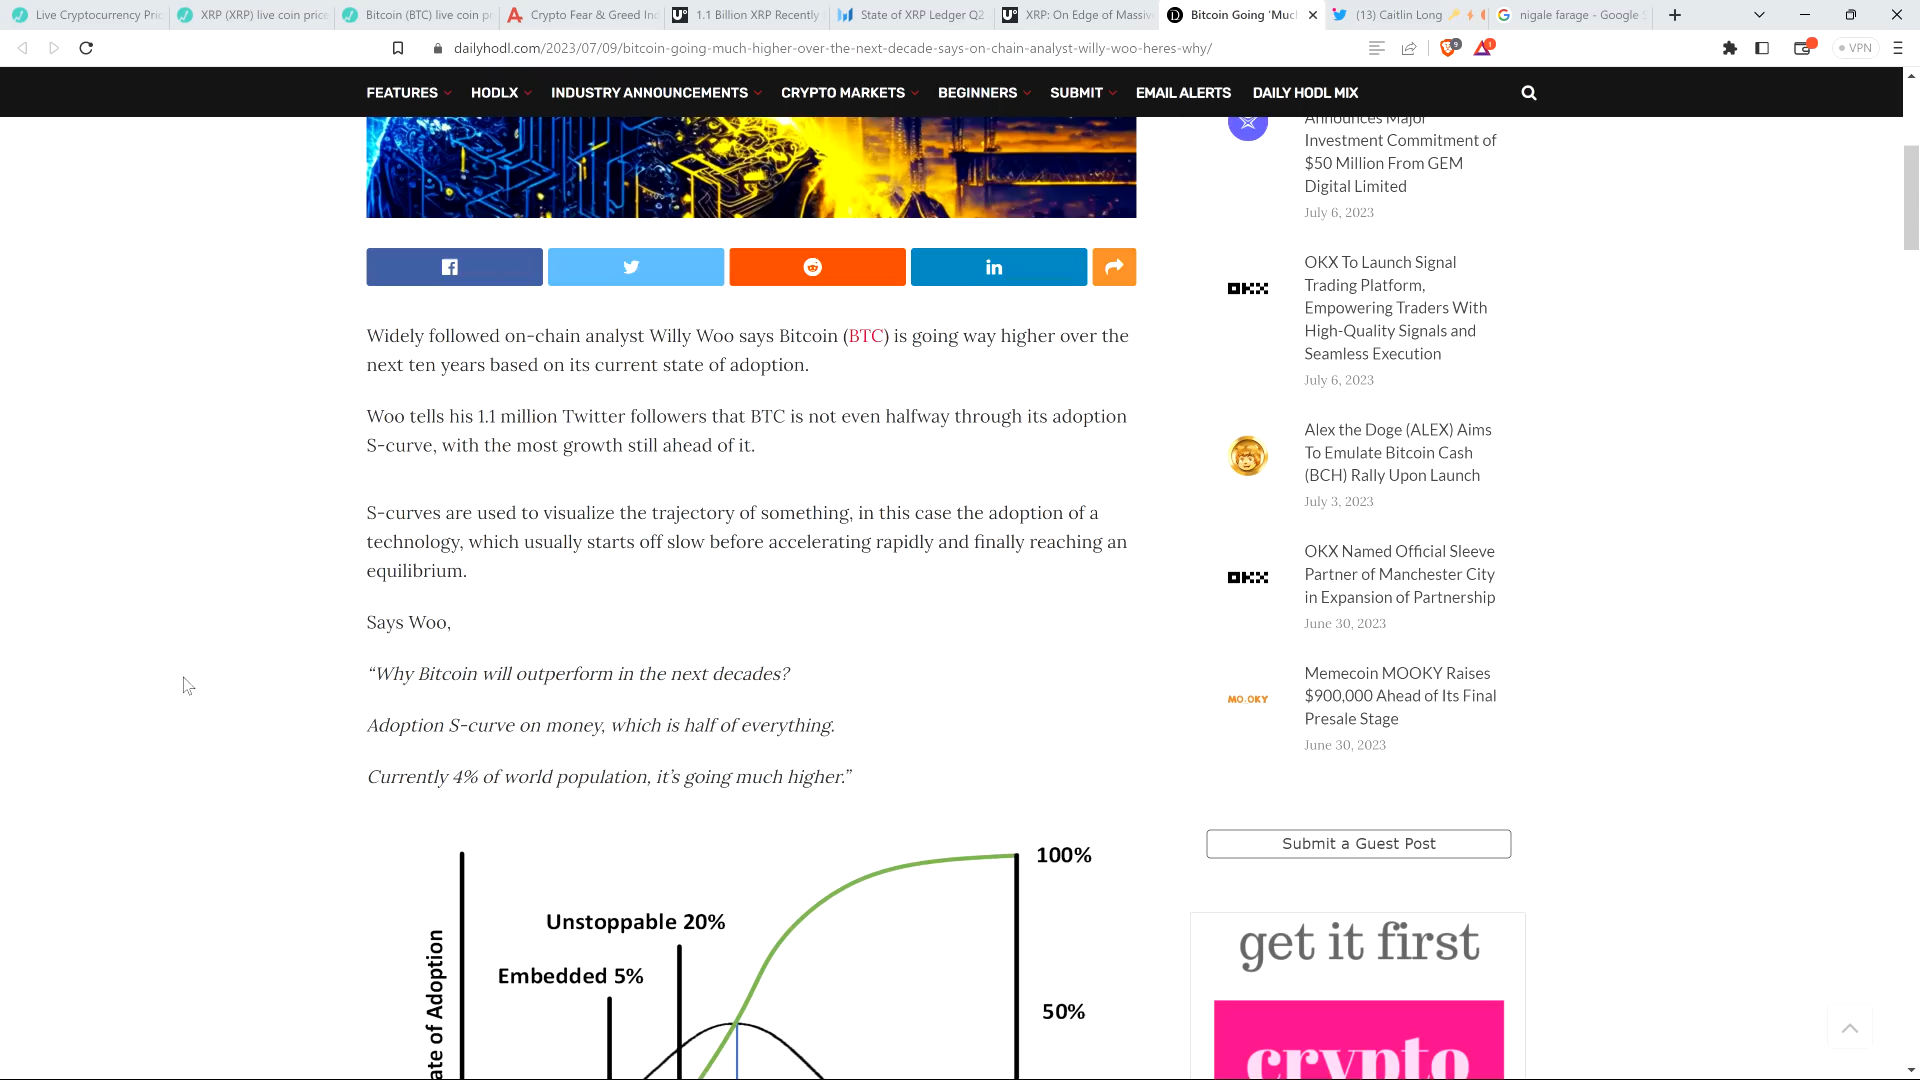 Live Cryptocurrency Pric
XRP (XRP) live coin price
Bitcoin (BTC) live coin pr
Crypto Fear & Greed Ind
1.1 Billion XRP Recently
State of XRP Ledger Q2
XRP: On Edge of Massive
Bitcoin Going 'Muc
(13) Caitlin Long
nigale farage - Google S
dailyhodl.com/2023/07/09/bitcoin-going-much-higher-over-the-next-decade-says-on-chain-analyst-willy-woo-heres-why/
9
1
VPN
FEATURES
HODLX
INDUSTRY ANNOUNCEMENTS
CRYPTO MARKETS
BEGINNERS
SUBMIT
EMAIL ALERTS
DAILY HODL MIX
Widely followed on-chain analyst Willy Woo says Bitcoin (BTC) is going way higher over the
next ten years based on its current state of adoption.
Woo tells his 1.1 million Twitter followers that BTC is not even halfway through its adoption
S-curve, with the most growth still ahead of it.
S-curves are used to visualize the trajectory of something, in this case the adoption of a
technology, which usually starts off slow before accelerating rapidly and finally reaching an
equilibrium.
Says Woo,
“Why Bitcoin will outperform in the next decades?
Adoption S-curve on money, which is half of everything.
Currently 4% of world population, it’s going much higher.”
100%
Unstoppable 20%
Embedded 5%
50%
ate of Adoption
Announces Major
Investment Commitment of
$50 Million From GEM
Digital Limited
July 6, 2023
OKX
OKX To Launch Signal
Trading Platform,
Empowering Traders With
High-Quality Signals and
Seamless Execution
July 6, 2023
Alex the Doge (ALEX) Aims
To Emulate Bitcoin Cash
(BCH) Rally Upon Launch
July 3, 2023
OKX
OKX Named Official Sleeve
Partner of Manchester City
in Expansion of Partnership
June 30, 2023
MO:OKY
Memecoin MOOKY Raises
$900,000 Ahead of Its Final
Presale Stage
June 30, 2023
Submit a Guest Post
get it first
crypto